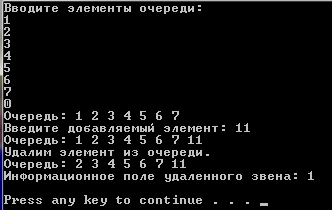 Вводите элементы очереди:
1
2
3
4
5
6
7
0
Очередь: 1 2 3 4 5 6 7
Введите добавляемый элемент: 11
Очередь: 1 2 3 4 5 6 7 11
Удалим элемент из очереди.
Очередь: 2 3 4 5 6 7 11
Информационное поле удаленного звена: 1
Press any key to continue . . . _